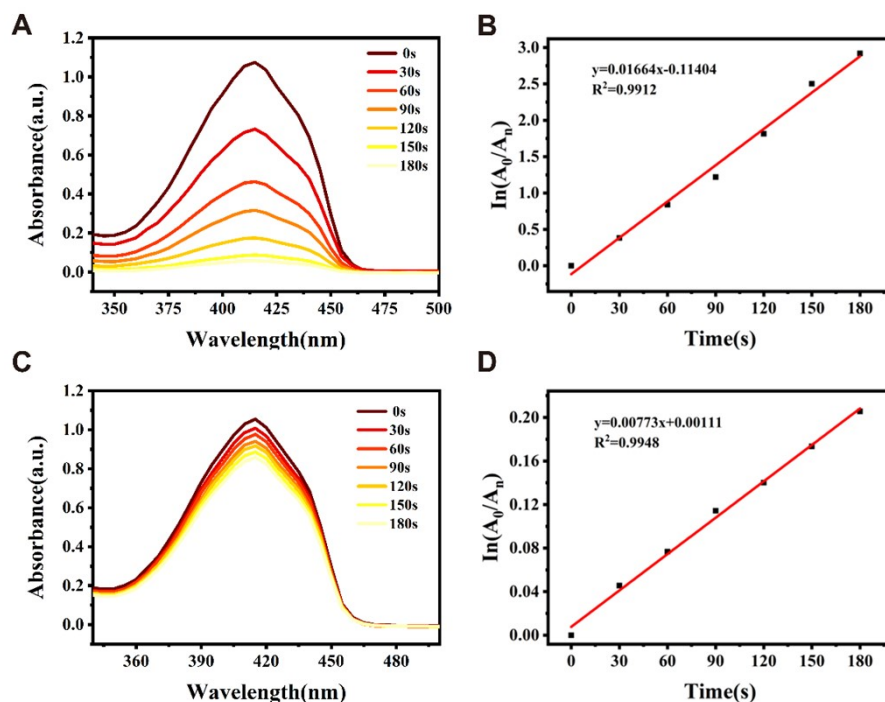 A
1.2
1.0
0.8
0.6
0.4
0.2
0.0
Absorbance(a.u.)
0s
30s
60s
90s
120s
150s
180s
350 375 400 425 450 475 500
Wavelength(nm)
B
3.0
2.5
2.0
1.5
1.0
0.5
0.0
In(A₀/Aₙ)
y=0.01664x-0.11404
R²=0.9912
0 30 60 90 120 150 180
Time(s)
C
1.2
1.0
0.8
0.6
0.4
0.2
0.0
Absorbance(a.u.)
0s
30s
60s
90s
120s
150s
180s
360 390 420 450 480
Wavelength(nm)
D
0.20
0.16
0.12
0.08
0.04
0.00
In(A₀/Aₙ)
y=0.00773x+0.00111
R²=0.9948
0 30 60 90 120 150 180
Time(s)